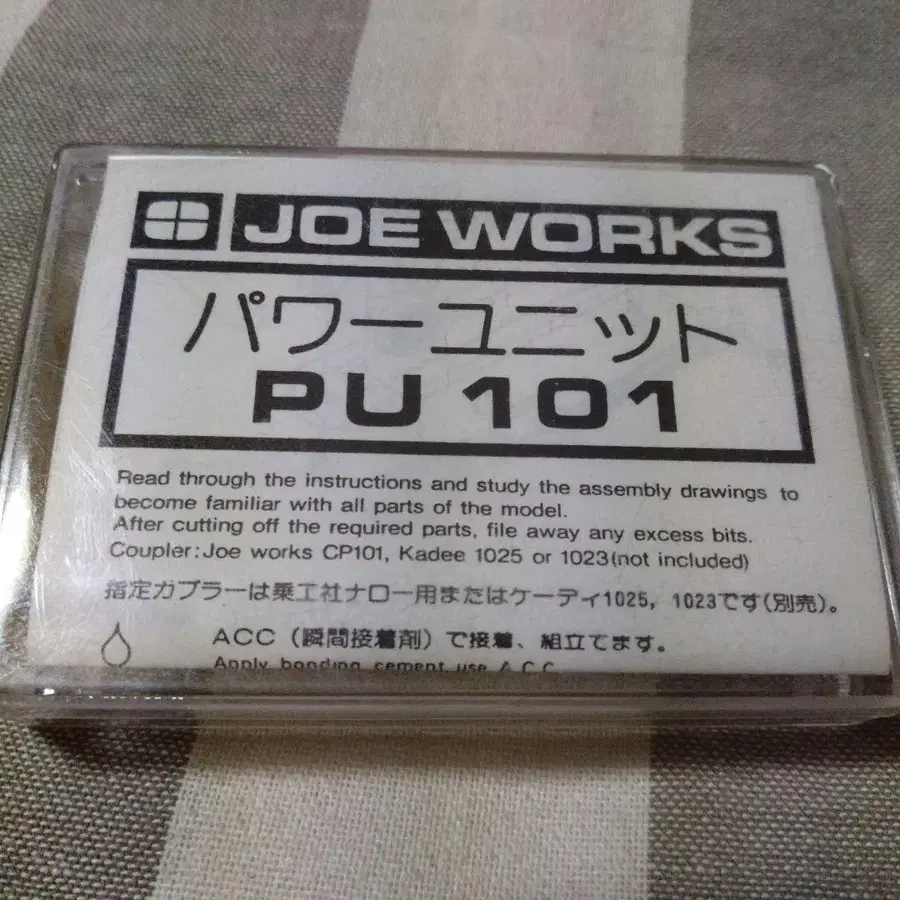 JOE WORKS
パワーユニット
PU 101
Read through the instructions and study the assembly drawings to
become familiar with all parts of the model.
After cutting off the required parts, file away any excess bits.
Coupler:Joe works CP101, Kadee 1025 or 1023(not included)
指定カプラーは乗工社ナロー用またはケーディ1025, 1023です(別売)。
ACC（瞬間接着剤）で接着、組立てます。
Apply bonding cement use A.C.C.